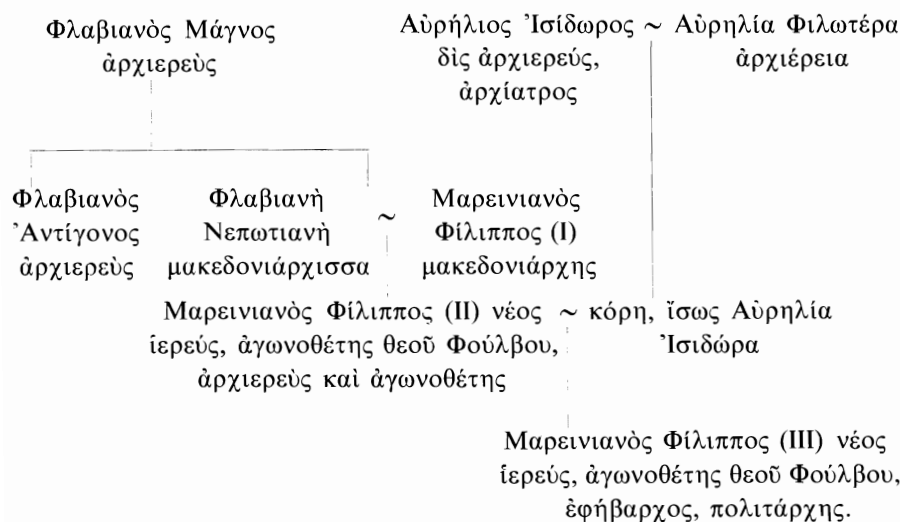 Φλαβιανὸς Μάγνος
ἀρχιερεὺς
Αὐρήλιος Ἰσίδωρος ~ Αὐρηλία Φιλωτέρα
δὶς ἀρχιερεύς, ἀρχιέρεια
ἀρχίατρος
Φλαβιανὸς Φλαβιανὴ Μαρεινιανὸς
Ἀντίγονος Νεπωτιανὴ ~ Φίλιππος (Ι)
ἀρχιερεὺς μακεδονιάρχισσα μακεδονιάρχης
Μαρεινιανὸς Φίλιππος (ΙΙ) νέος ~ κόρη, ἴσως Αὐρηλία
ἱερεύς, ἀγωνοθέτης θεοῦ Φούλβου, Ἰσιδώρα
ἀρχιερεὺς καὶ ἀγωνοθέτης
Μαρεινιανὸς Φίλιππος (ΙΙΙ) νέος
ἱερεύς, ἀγωνοθέτης θεοῦ Φούλβου,
ἐφήβαρχος, πολιτάρχης.